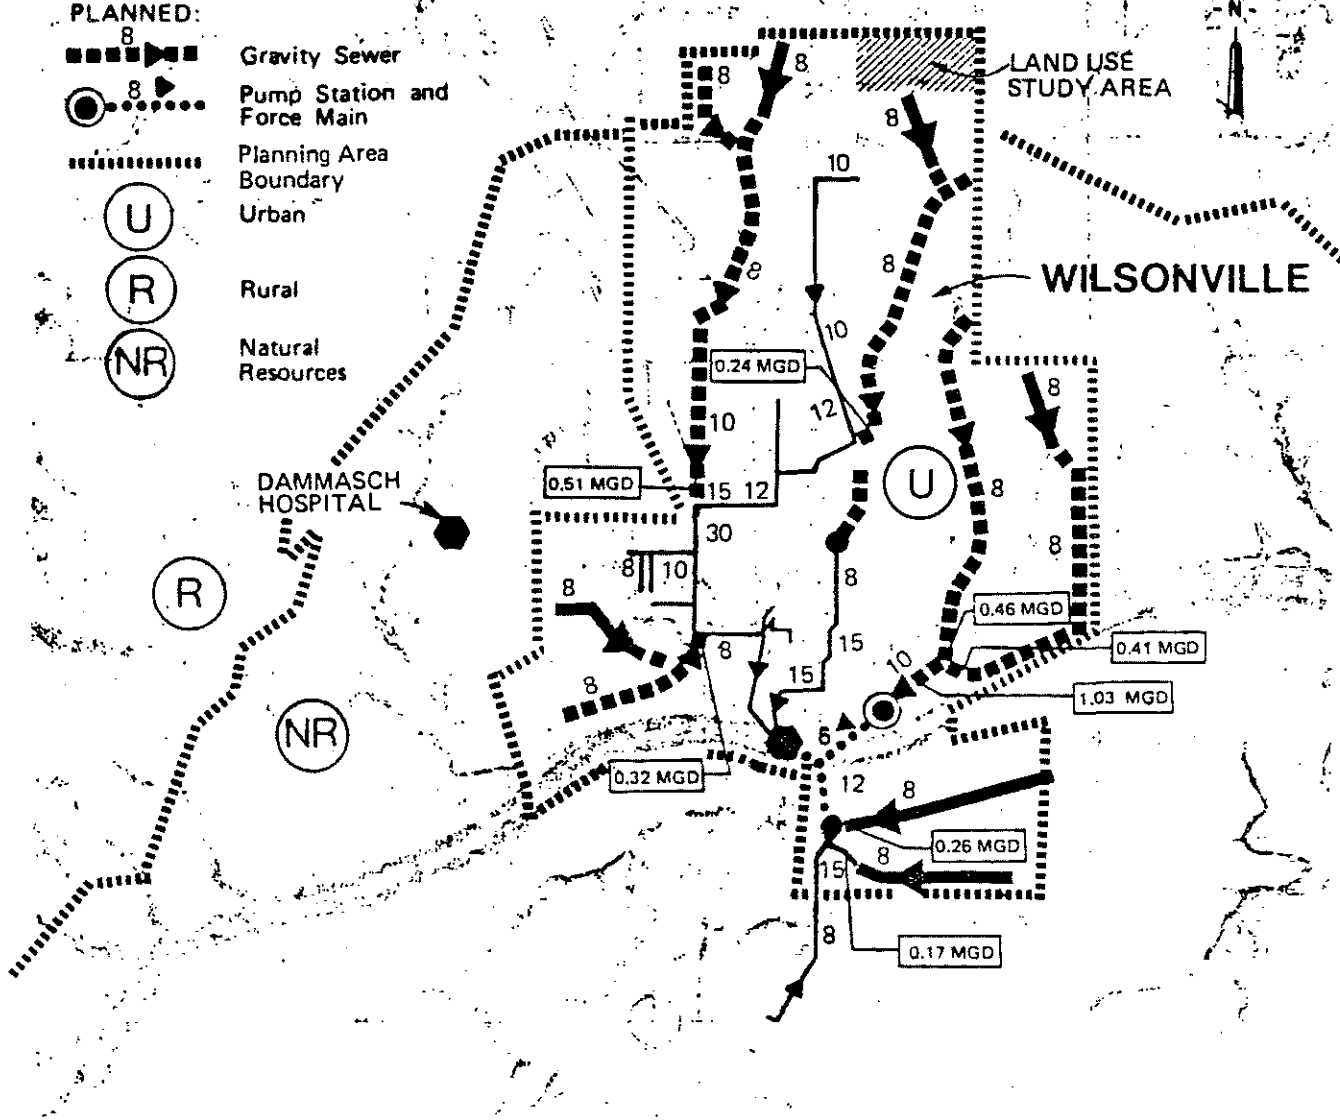 PLANNED:
8
Gravity Sewer
8
Pump Station and
Force Main
Planning Area
Boundary
U
Urban
R
Rural
NR
Natural
Resources
N
LAND USE
STUDY AREA
8
8
8
10
8
8
WILSONVILLE
10
0.24 MGD
8
10
12
DAMMASCH
HOSPITAL
0.51 MGD
15
12
U
8
30
R
8
10
8
8
8
0.46 MGD
0.41 MGD
8
15
10
8
15
1.03 MGD
NR
6
0.32 MGD
12
8
0.26 MGD
8
15
8
0.17 MGD